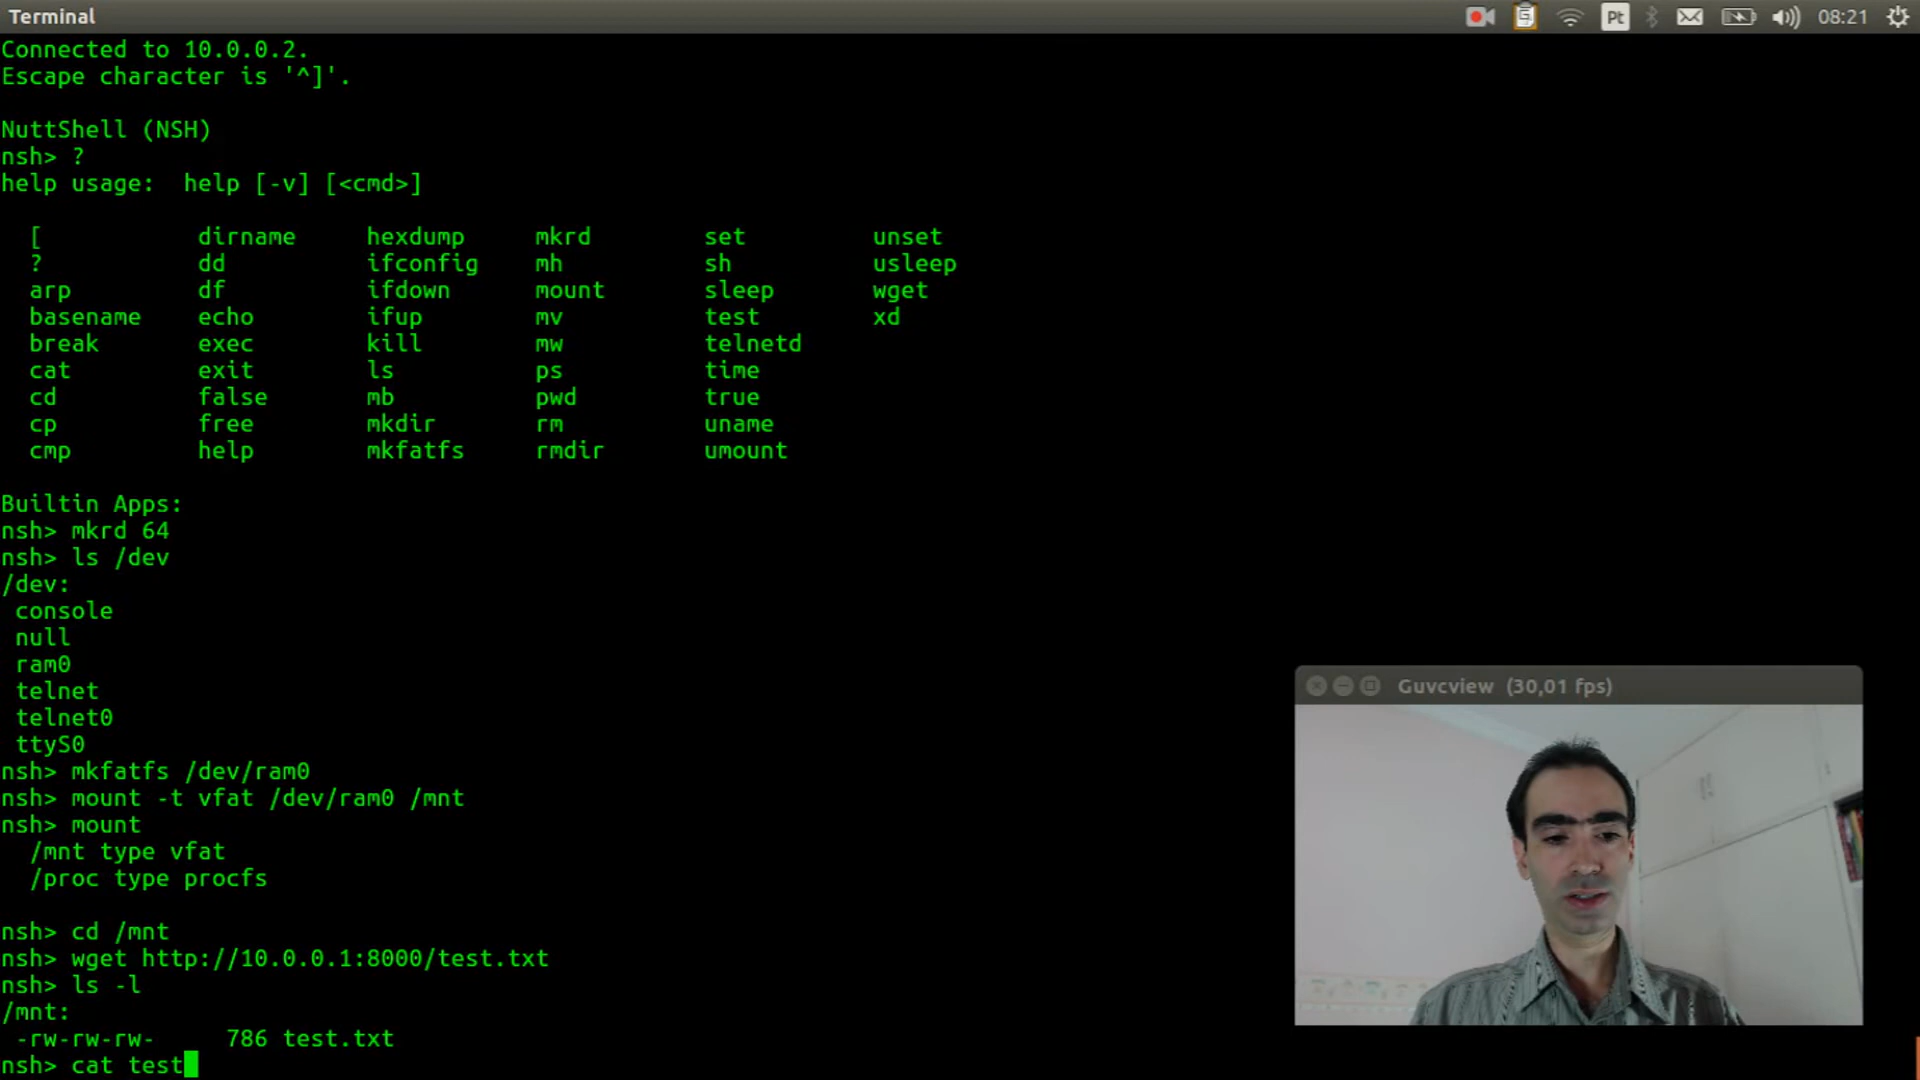 Terminal
Pt
08:21
Connected to 10.0.0.2.
Escape character is '^]'.
NuttShell (NSH)
nsh> ?
help usage:  help [-v] [<cmd>]
[ dirname hexdump mkrd set unset
? dd ifconfig mh sh usleep
arp df ifdown mount sleep wget
basename echo ifup mv test xd
break exec kill mw telnetd
cat exit ls ps time
cd false mb pwd true
cp free mkdir rm uname
cmp help mkfatfs rmdir umount
Builtin Apps:
nsh> mkrd 64
nsh> ls /dev
/dev:
console
null
ram0
telnet
telnet0
ttyS0
nsh> mkfatfs /dev/ram0
nsh> mount -t vfat /dev/ram0 /mnt
nsh> mount
/mnt type vfat
/proc type procfs
nsh> cd /mnt
nsh> wget http://10.0.0.1:8000/test.txt
nsh> ls -l
/mnt:
-rw-rw-rw- 786 test.txt
nsh> cat test
Guvcview (30,01 fps)